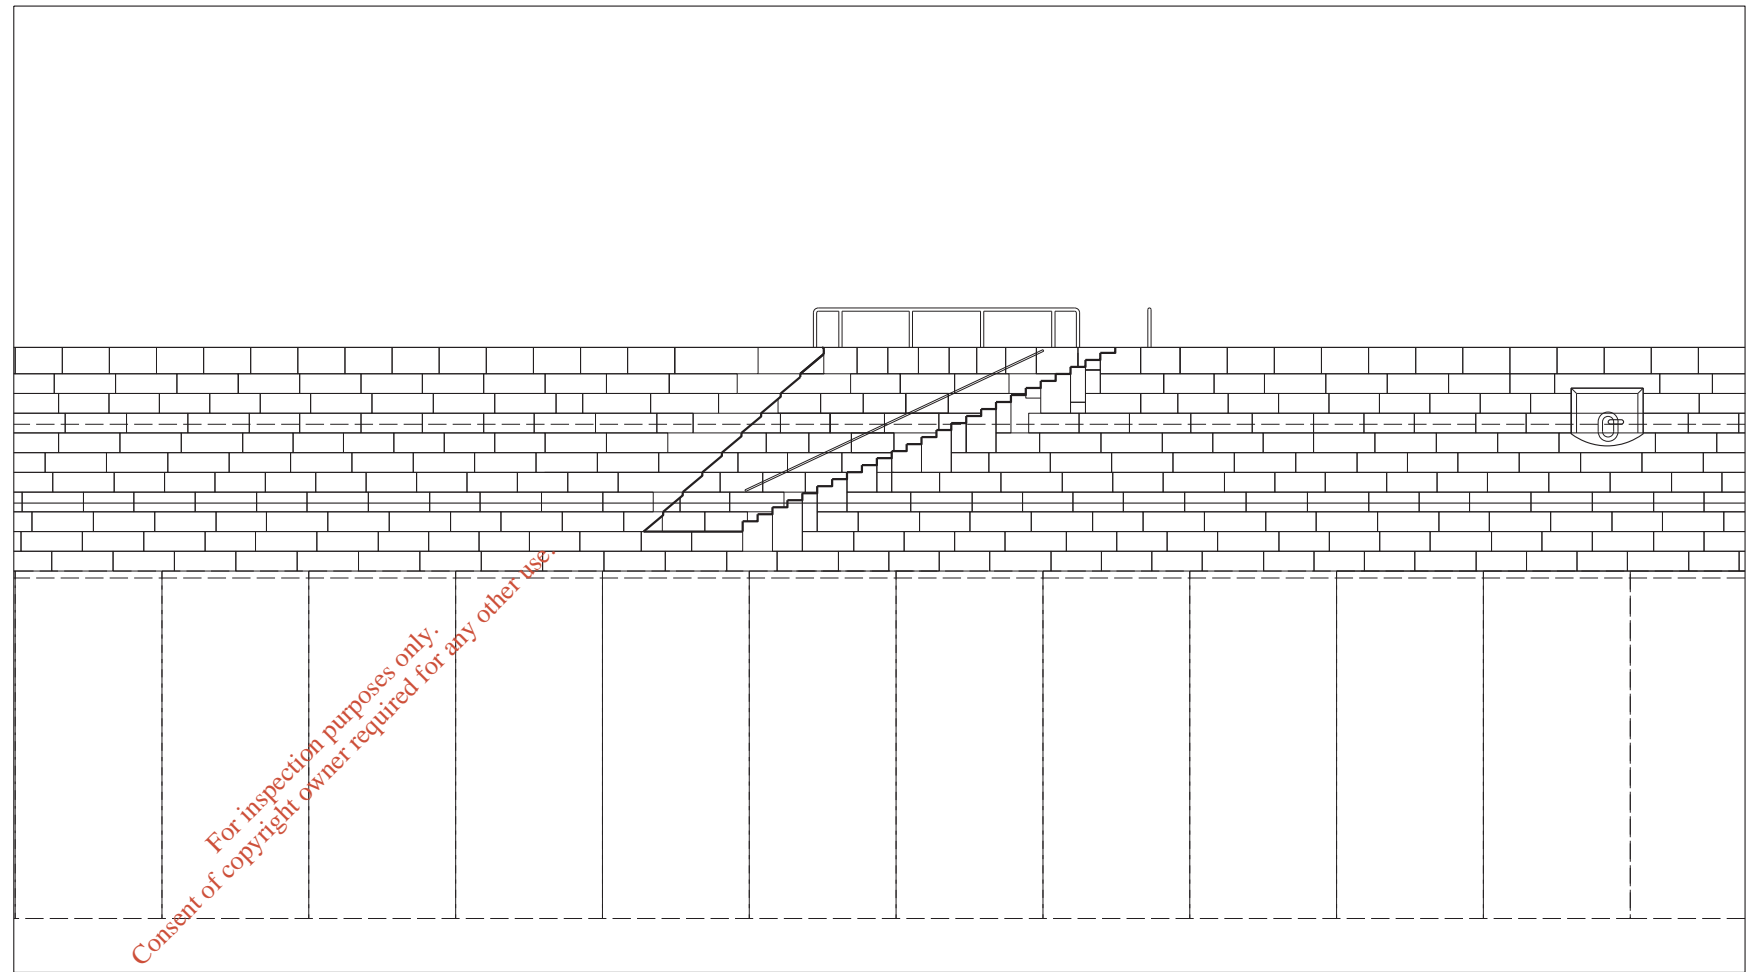 For inspection purposes only.
Consent of copyright owner required for any other use.